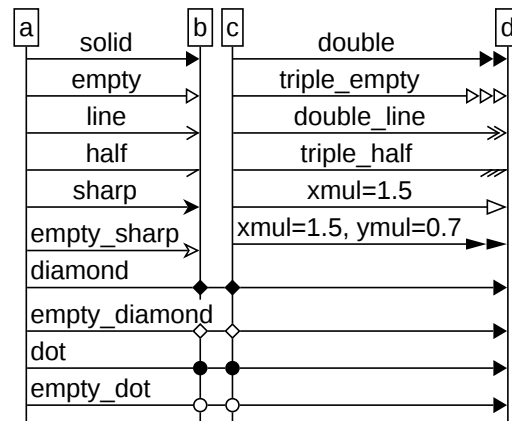 a b c d
solid double
empty triple_empty
line double_line
half triple_half
sharp xmul=1.5
empty_sharp xmul=1.5, ymul=0.7
diamond
empty_diamond
dot
empty_dot